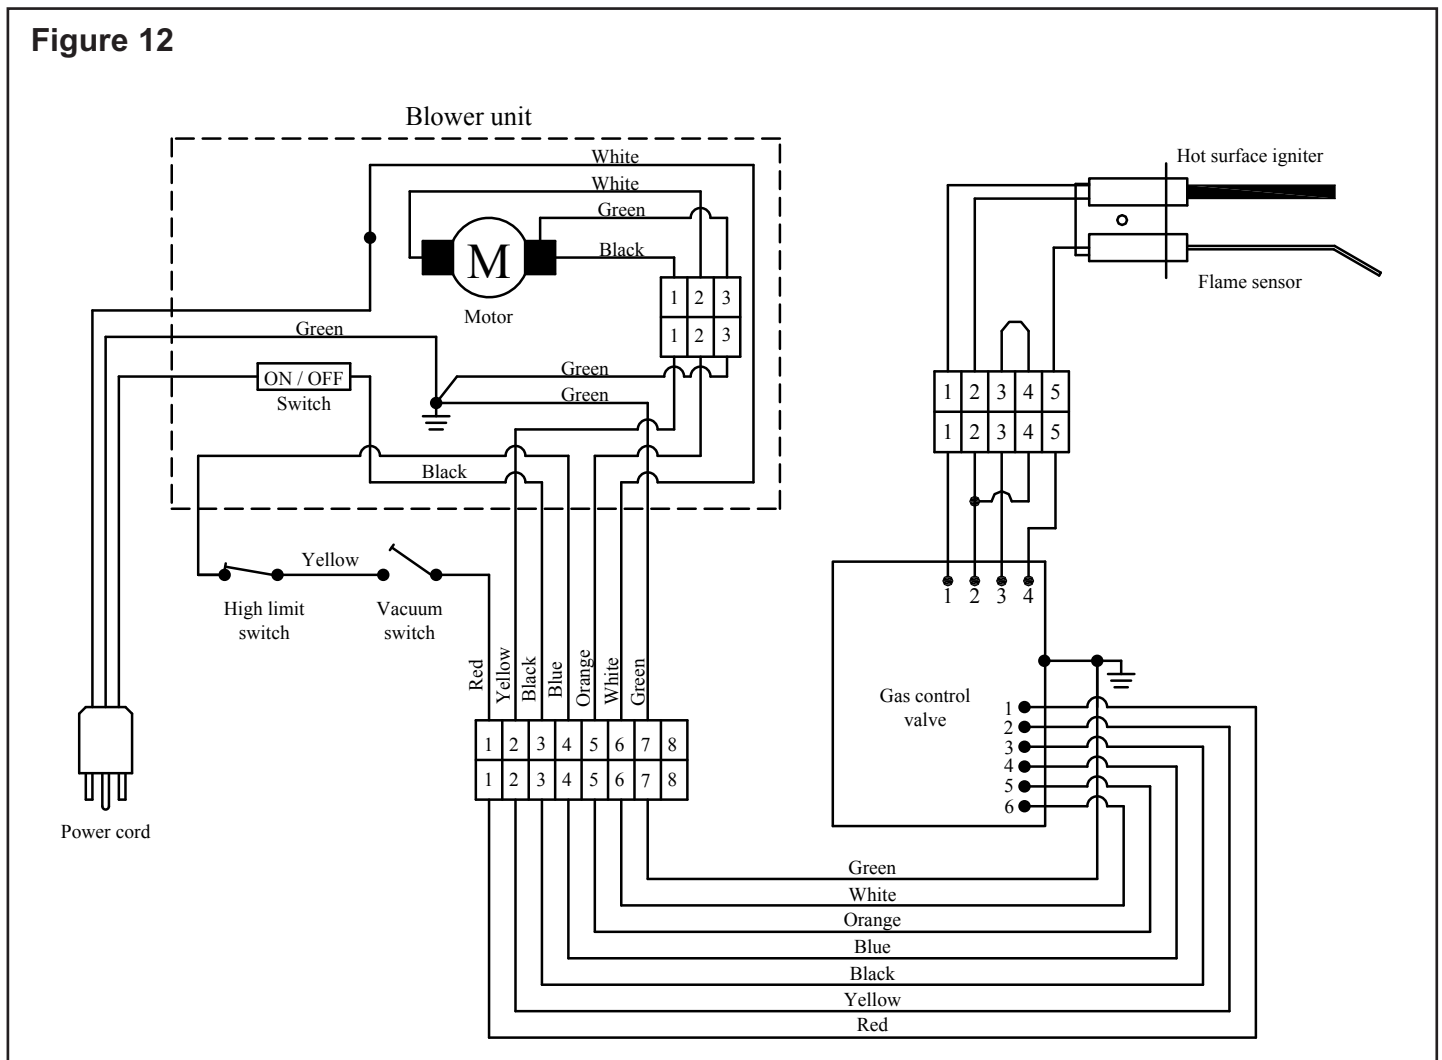 Figure 12
Blower unit
White
White
Green
Black
M
Motor
1 2 3
1 2 3
Green
ON / OFF
Switch
Green
Green
Black
Yellow
High limit
switch
Vacuum
switch
Red
Yellow
Black
Blue
Orange
White
Green
1 2 3 4 5 6 7 8
1 2 3 4 5 6 7 8
Power cord
Hot surface igniter
Flame sensor
1 2 3 4 5
1 2 3 4 5
1 2 3 4
Gas control
valve
1
2
3
4
5
6
Green
White
Orange
Blue
Black
Yellow
Red